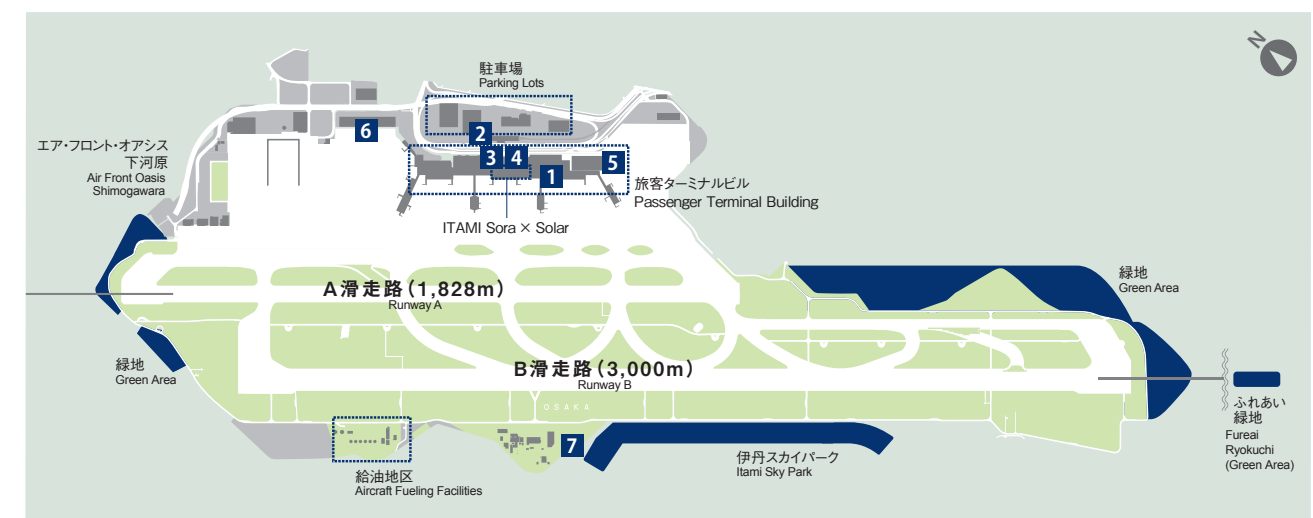 N
駐車場
Parking Lots
エア・フロント・オアシス
下河原
Air Front Oasis
Shimogawara
6
2
3
4
1
5
旅客ターミナルビル
Passenger Terminal Building
ITAMI Sora × Solar
緑地
Green Area
A滑走路(1,828m)
Runway A
緑地
Green Area
B滑走路(3,000m)
Runway B
OSAKA
ふれあい
緑地
Fureai
Ryokuchi
(Green Area)
7
伊丹スカイパーク
Itami Sky Park
給油地区
Aircraft Fueling Facilities